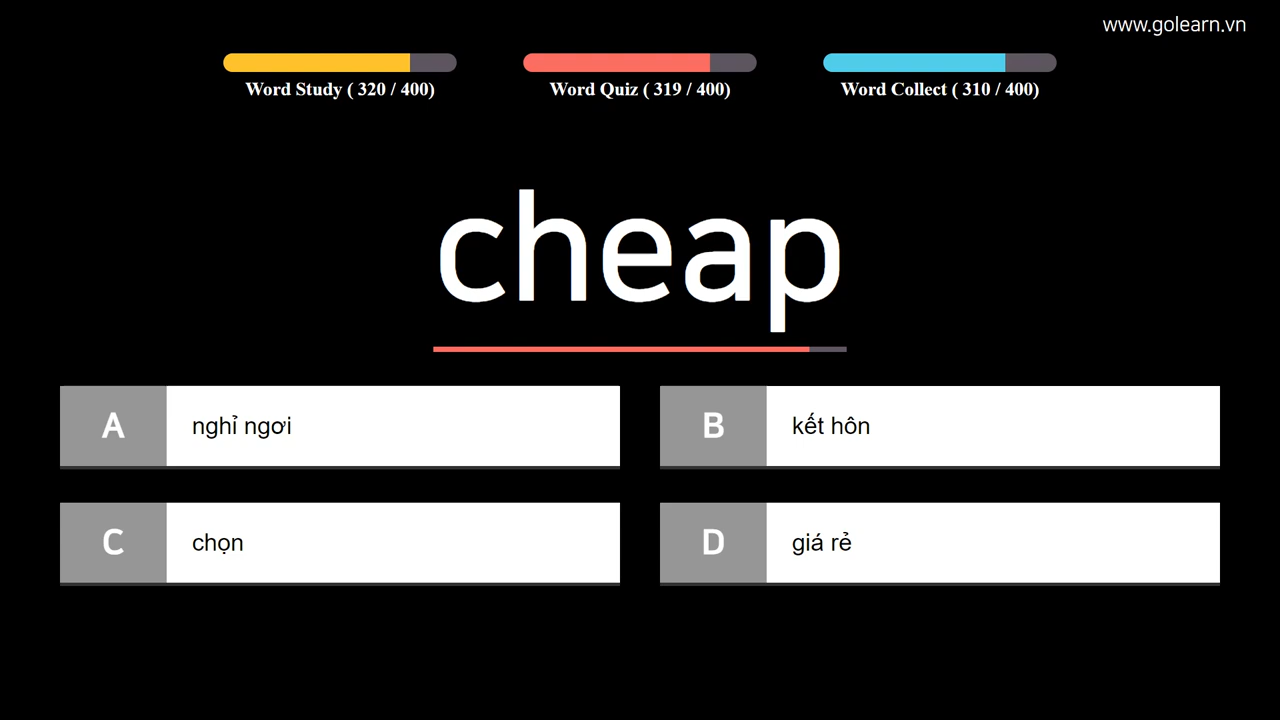 www.golearn.vn
Word Study ( 320 / 400)
Word Quiz ( 319 / 400)
Word Collect ( 310 / 400)
cheap
A nghỉ ngơi
B kết hôn
C chọn
D giá rẻ